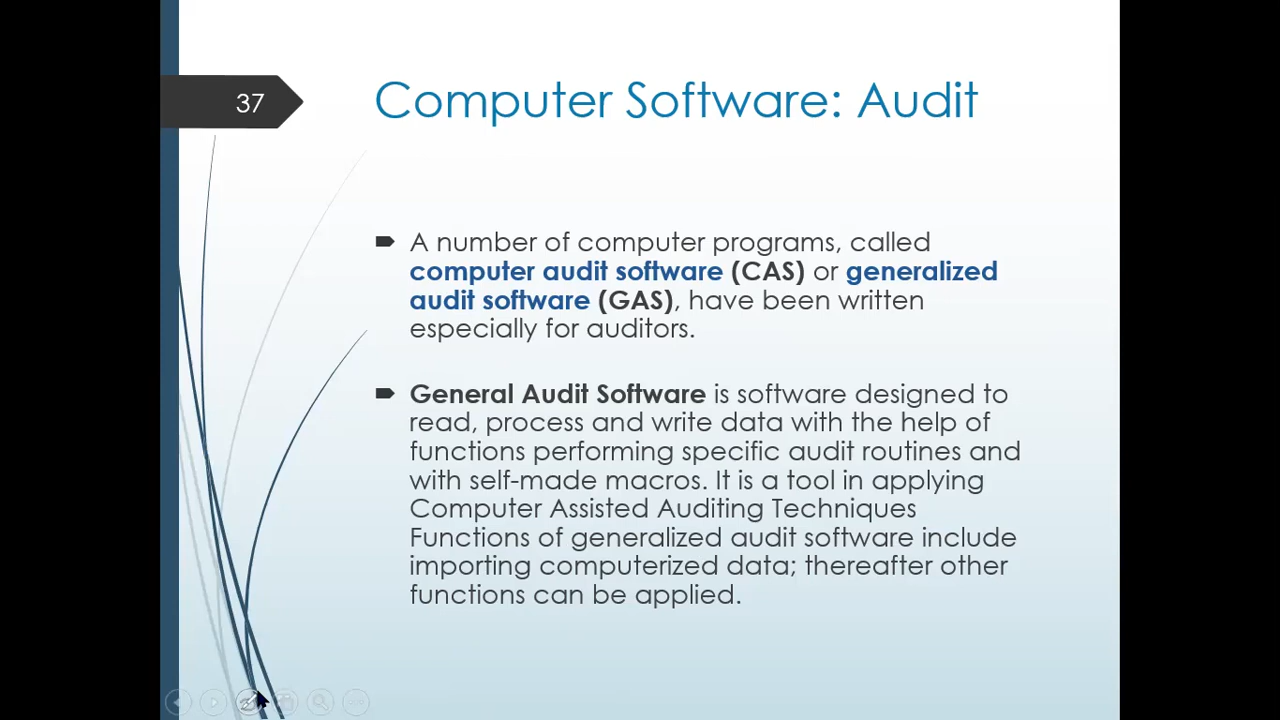 37
Computer Software: Audit
A number of computer programs, called
computer audit software (CAS) or generalized
audit software (GAS), have been written
especially for auditors.
General Audit Software is software designed to
read, process and write data with the help of
functions performing specific audit routines and
with self-made macros. It is a tool in applying
Computer Assisted Auditing Techniques
Functions of generalized audit software include
importing computerized data; thereafter other
functions can be applied.